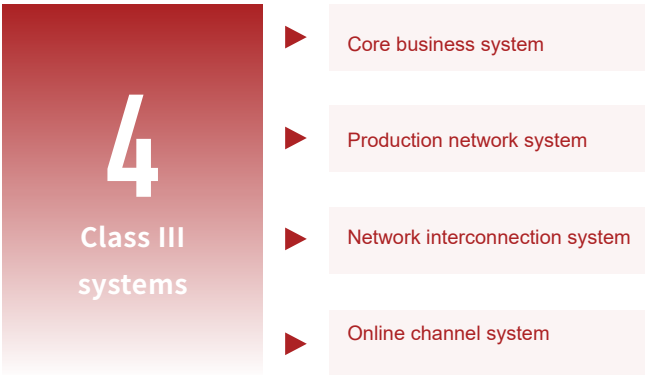 4
Class III
systems
Core business system
Production network system
Network interconnection system
Online channel system